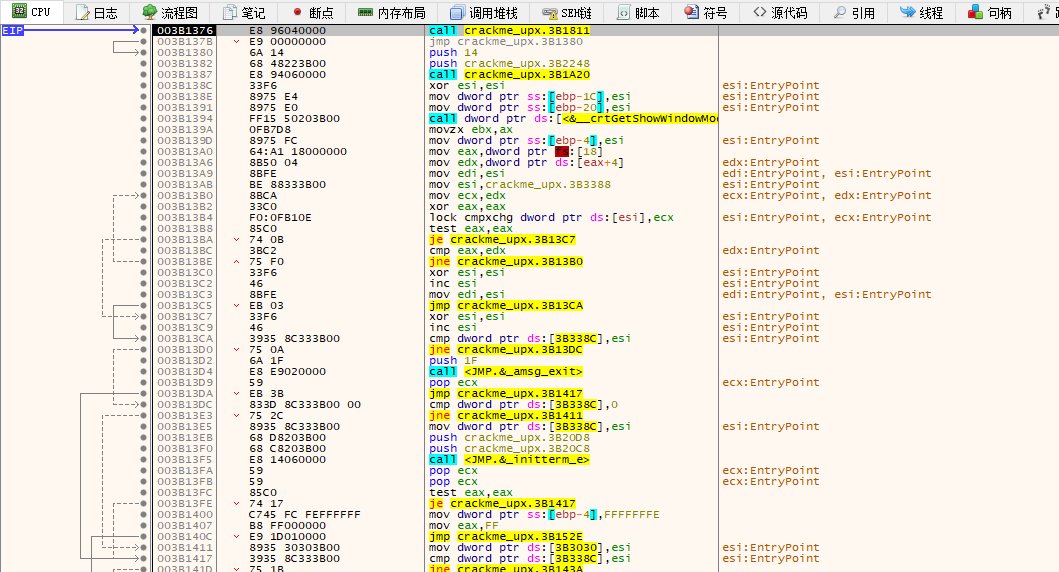 CPU 日志 流程图 笔记 断点 内存布局 调用堆栈 SEH链 脚本 符号 源代码 引用 线程 句柄
EIP 003B1376 E8 96040000 call crackme_upx.3B1811
003B137B E9 00000000 jmp crackme_upx.3B1380
003B1380 6A 14 push 14
003B1382 68 48223B00 push crackme_upx.3B2248
003B1387 E8 94060000 call crackme_upx.3B1A20
003B138C 33F6 xor esi,esi esi:EntryPoint
003B138E 8975 E4 mov dword ptr ss:[ebp-1C],esi esi:EntryPoint
003B1391 8975 E0 mov dword ptr ss:[ebp-20],esi esi:EntryPoint
003B1394 FF15 50203B00 call dword ptr ds:[<&__crtGetShowWindowMo
003B139A 0FB7D8 movzx ebx,ax
003B139D 8975 FC mov dword ptr ss:[ebp-4],esi esi:EntryPoint
003B13A0 64:A1 18000000 mov eax,dword ptr fs:[18]
003B13A6 8B50 04 mov edx,dword ptr ds:[eax+4] edx:EntryPoint
003B13A9 8BFE mov edi,esi edi:EntryPoint, esi:EntryPoint
003B13AB BE 88333B00 mov esi,crackme_upx.3B3388 esi:EntryPoint
003B13B0 8BCA mov ecx,edx ecx:EntryPoint, edx:EntryPoint
003B13B2 33C0 xor eax,eax
003B13B4 F0:0FB10E lock cmpxchg dword ptr ds:[esi],ecx esi:EntryPoint, ecx:EntryPoint
003B13B8 85C0 test eax,eax
003B13BA 74 0B je crackme_upx.3B13C7
003B13BC 3BC2 cmp eax,edx edx:EntryPoint
003B13BE 75 F0 jne crackme_upx.3B13B0
003B13C0 33F6 xor esi,esi esi:EntryPoint
003B13C2 46 inc esi esi:EntryPoint
003B13C3 8BFE mov edi,esi edi:EntryPoint, esi:EntryPoint
003B13C5 EB 03 jmp crackme_upx.3B13CA
003B13C7 33F6 xor esi,esi esi:EntryPoint
003B13C9 46 inc esi esi:EntryPoint
003B13CA 3935 8C333B00 cmp dword ptr ds:[3B338C],esi esi:EntryPoint
003B13D0 75 0A jne crackme_upx.3B13DC
003B13D2 6A 1F push 1F
003B13D4 E8 E9020000 call <JMP.&_amsg_exit>
003B13D9 59 pop ecx ecx:EntryPoint
003B13DA EB 3B jmp crackme_upx.3B1417
003B13DC 833D 8C333B00 00 cmp dword ptr ds:[3B338C],0
003B13E3 75 2C jne crackme_upx.3B1411
003B13E5 8935 8C333B00 mov dword ptr ds:[3B338C],esi esi:EntryPoint
003B13EB 68 D8203B00 push crackme_upx.3B20D8
003B13F0 68 C8203B00 push crackme_upx.3B20C8
003B13F5 E8 14060000 call <JMP.&_initterm_e>
003B13FA 59 pop ecx ecx:EntryPoint
003B13FB 59 pop ecx ecx:EntryPoint
003B13FC 85C0 test eax,eax
003B13FE 74 17 je crackme_upx.3B1417
003B1400 C745 FC FEFFFFFF mov dword ptr ss:[ebp-4],FFFFFFFE
003B1407 B8 FF000000 mov eax,FF
003B140C E9 1D010000 jmp crackme_upx.3B152E
003B1411 8935 30303B00 mov dword ptr ds:[3B3030],esi esi:EntryPoint
003B1417 3935 8C333B00 cmp dword ptr ds:[3B338C],esi esi:EntryPoint
003B141D 75 1B jne crackme_upx.3B143A